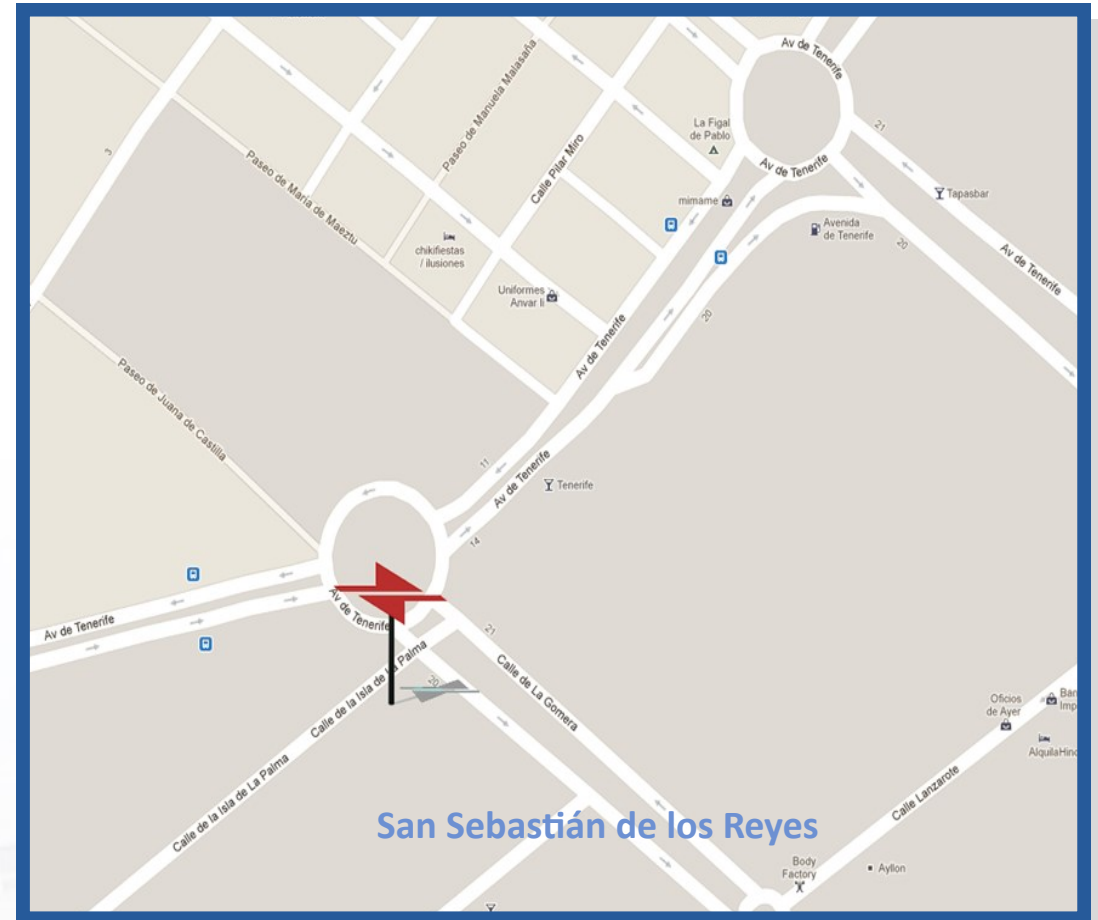 Av de Tenerife
Paseo de Manuela Malasaña
La Figal
de Pablo
21
3
Calle Pilar Miro
Av de Tenerife
Paseo de María de Maeztu
mimame
Tapasbar
Avenida
de Tenerife
20
chikifiestas
/ ilusiones
Av de Tenerife
Uniformes
Anvar li
20
Av de Tenerife
Paseo de Juana de Castilla
11
Av de Tenerife
Tenerife
14
Av de Tenerife
Av de Tenerife
21
Calle de la Isla de La Palma
20
Calle de La Gomera
Oficios
de Ayer
Ban
Imp
AlquilaHinc
Calle de la Isla de La Palma
Calle Lanzarote
San Sebastián de los Reyes
Body
Factory
Ayllon